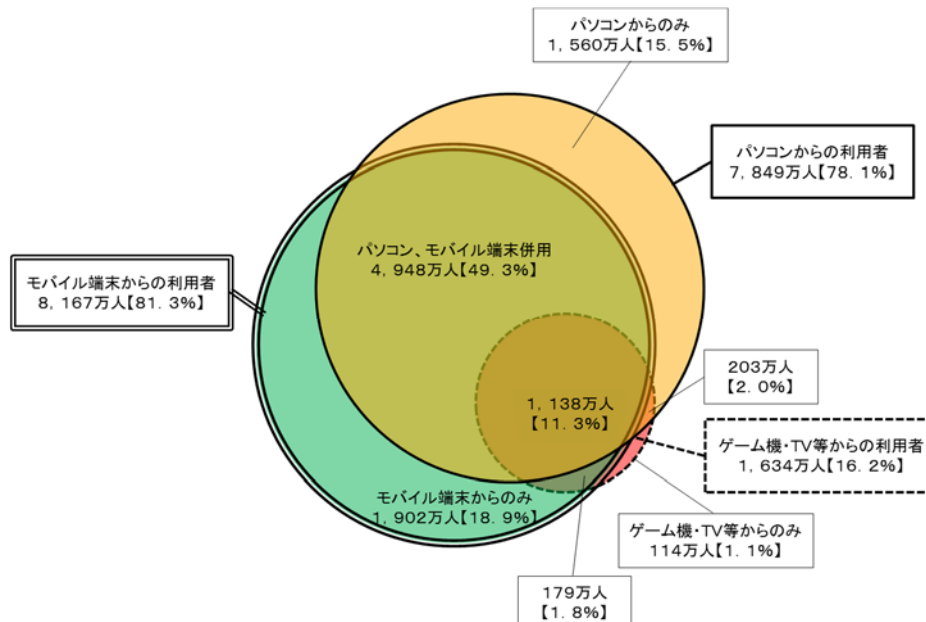 パソコンからのみ
1, 560万人【15. 5%】
パソコンからの利用者
7, 849万人【78. 1%】
パソコン、モバイル端末併用
4, 948万人【49. 3%】
モバイル端末からの利用者
8, 167万人【81. 3%】
203万人
【2. 0%】
1, 138万人
【11. 3%】
ゲーム機・TV等からの利用者
1, 634万人【16. 2%】
モバイル端末からのみ
1, 902万人【18. 9%】
ゲーム機・TV等からのみ
114万人【1. 1%】
179万人
【1. 8%】